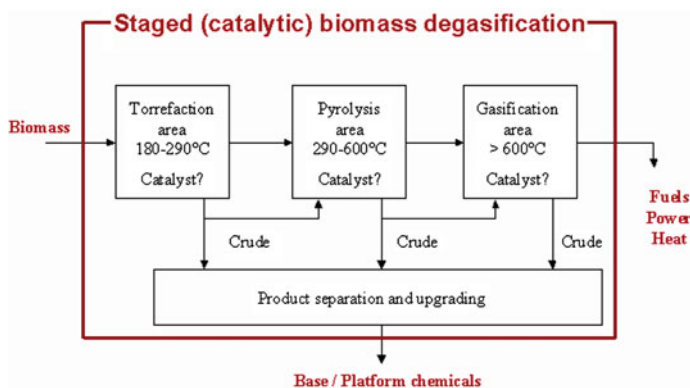 Staged (catalytic) biomass degasification
Biomass
Torrefaction
area
180-290°C
Catalyst?
Pyrolysis
area
290-600°C
Catalyst?
Gasification
area
> 600°C
Catalyst?
Fuels
Power
Heat
Crude
Crude
Crude
Product separation and upgrading
Base / Platform chemicals